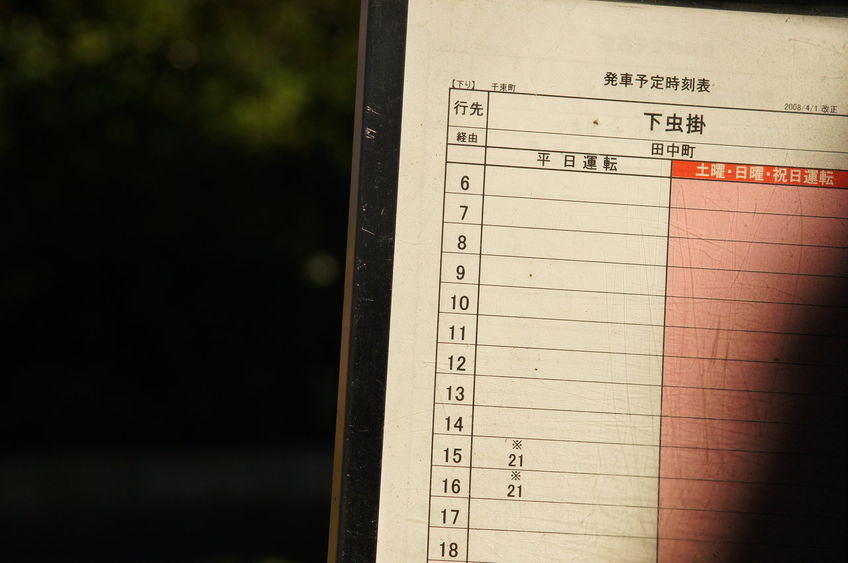 発車予定時刻表
【下り】 千束町
2008/4/1 改正
行先 下虫掛
経由 田中町
平日運転 土曜・日曜・祝日運転
6
7
8
9
10
11
12
13
14
※
15 21
※
16 21
17
18